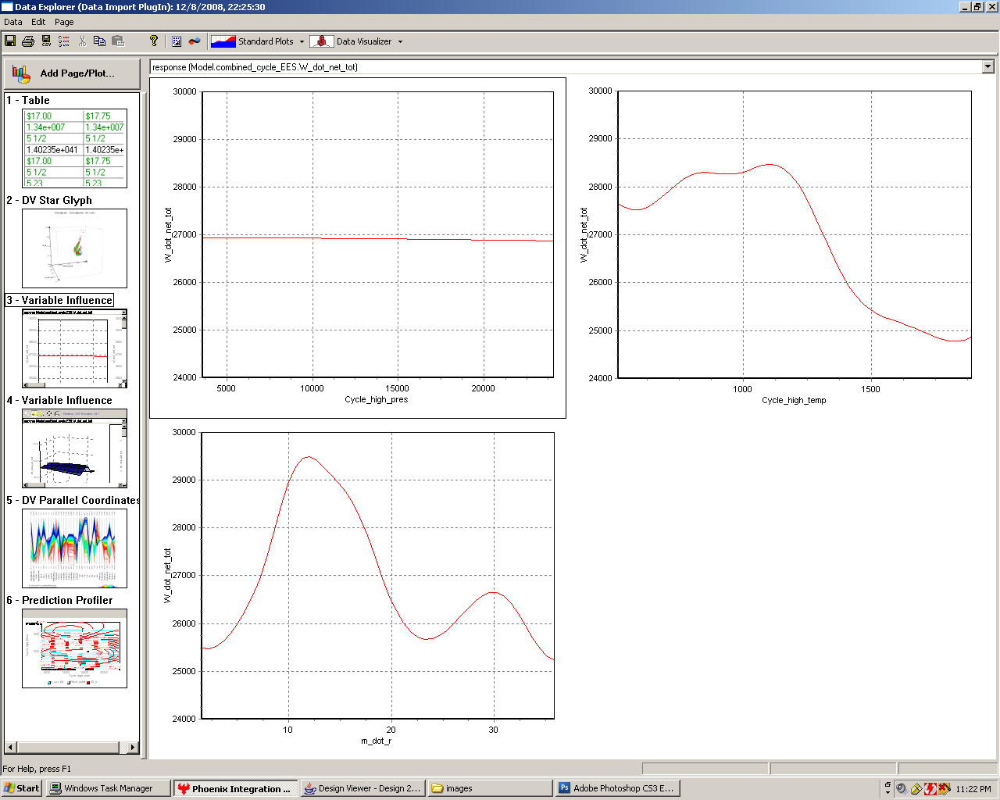 Data Explorer (Data Import PlugIn): 12/8/2008, 22:25:30
Data Edit Page
CSV ? Standard Plots Data Visualizer
Add Page/Plot...
response (Model.combined_cycle_EES.W_dot_net_tot)
1 - Table
$17.00 $17.75
1.34e+007 1.34e+007
5 1/2 5 1/2
1.40235e+041 1.40235e+
$17.00 $17.75
5 1/2 5 1/2
5.23 5.23
2 - DV Star Glyph
3 - Variable Influence
4 - Variable Influence
5 - DV Parallel Coordinates
6 - Prediction Profiler
30000
29000
28000
27000
26000
25000
24000
W_dot_net_tot
5000 10000 15000 20000
Cycle_high_pres
30000
29000
28000
27000
26000
25000
24000
W_dot_net_tot
1000 1500
Cycle_high_temp
30000
29000
28000
27000
26000
25000
24000
W_dot_net_tot
10 20 30
m_dot_r
For Help, press F1
Start Windows Task Manager Phoenix Integration ... Design Viewer - Design 2... images Ps Adobe Photoshop CS3 E... 11:22 PM